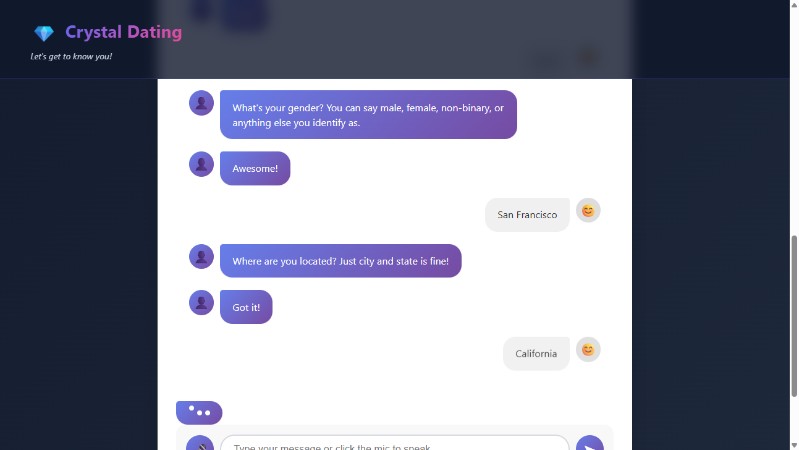 Crystal Dating
Let's get to know you!
What's your gender? You can say male, female, non-binary, or
anything else you identify as.
Awesome!
San Francisco
Where are you located? Just city and state is fine!
Got it!
California
Type your message or click the mic to speak